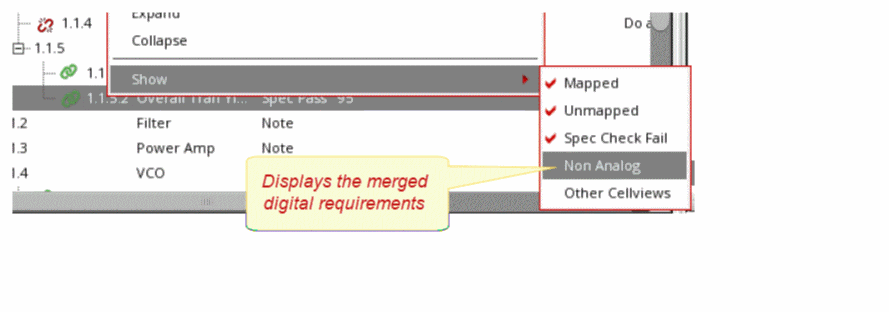 Expand
1.1.4
Do a
Collapse
1.1.5
1.1
Show
Mapped
1.1.5.2 Overall Tran Yi... Spec Pass 95
Unmapped
1.2 Filter Note
Spec Check Fail
1.3 Power Amp Note
Non Analog
1.4 VCO
Other Cellviews
Displays the merged
digital requirements